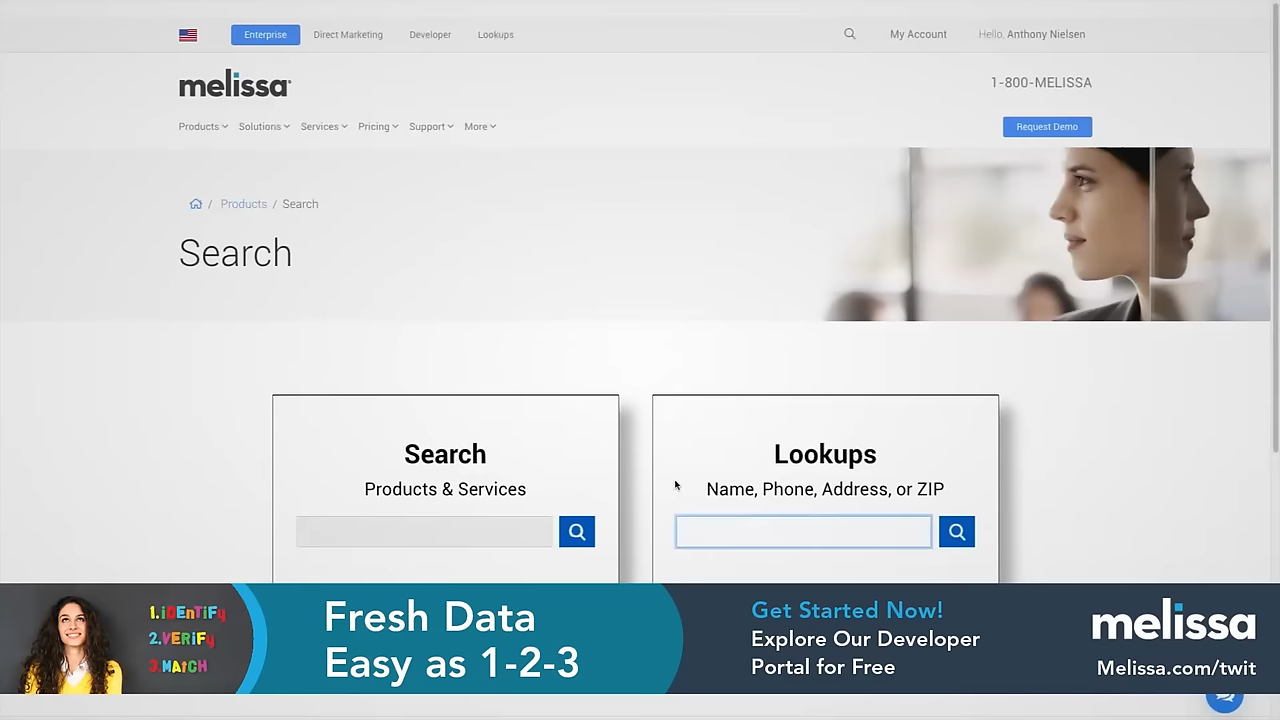 Enterprise Direct Marketing Developer Lookups My Account Hello, Anthony Nielsen
melissa
1-800-MELISSA
Products Solutions Services Pricing Support More Request Demo
/ Products / Search
Search
Search
Products & Services
Lookups
Name, Phone, Address, or ZIP
1.iDEnTiFy
2.VERiFy
3.MAtCH
Fresh Data
Easy as 1-2-3
Get Started Now!
Explore Our Developer
Portal for Free
melissa
Melissa.com/twit